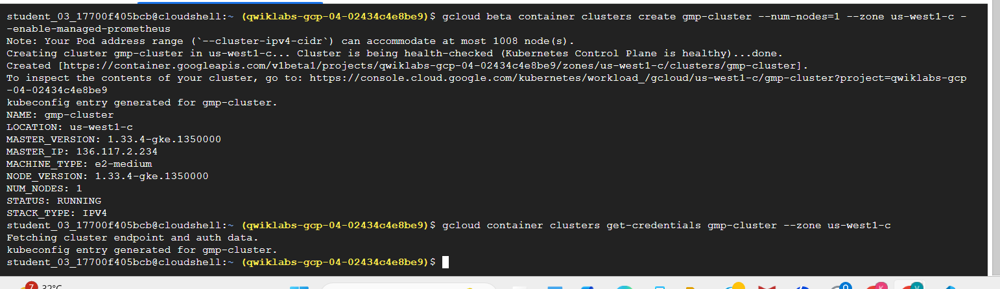 student_03_17700f405bcb@cloudshell:~ (qwiklabs-gcp-04-02434c4e8be9)$ gcloud beta container clusters create gmp-cluster --num-nodes=1 --zone us-west1-c -
-enable-managed-prometheus
Note: Your Pod address range (`--cluster-ipv4-cidr`) can accommodate at most 1008 node(s).
Creating cluster gmp-cluster in us-west1-c... Cluster is being health-checked (Kubernetes Control Plane is healthy)...done.
Created [https://container.googleapis.com/v1beta1/projects/qwiklabs-gcp-04-02434c4e8be9/zones/us-west1-c/clusters/gmp-cluster].
To inspect the contents of your cluster, go to: https://console.cloud.google.com/kubernetes/workload_/gcloud/us-west1-c/gmp-cluster?project=qwiklabs-gcp
-04-02434c4e8be9
kubeconfig entry generated for gmp-cluster.
NAME: gmp-cluster
LOCATION: us-west1-c
MASTER_VERSION: 1.33.4-gke.1350000
MASTER_IP: 136.117.2.234
MACHINE_TYPE: e2-medium
NODE_VERSION: 1.33.4-gke.1350000
NUM_NODES: 1
STATUS: RUNNING
STACK_TYPE: IPV4
student_03_17700f405bcb@cloudshell:~ (qwiklabs-gcp-04-02434c4e8be9)$ gcloud container clusters get-credentials gmp-cluster --zone us-west1-c
Fetching cluster endpoint and auth data.
kubeconfig entry generated for gmp-cluster.
student_03_17700f405bcb@cloudshell:~ (qwiklabs-gcp-04-02434c4e8be9)$
7 32°C